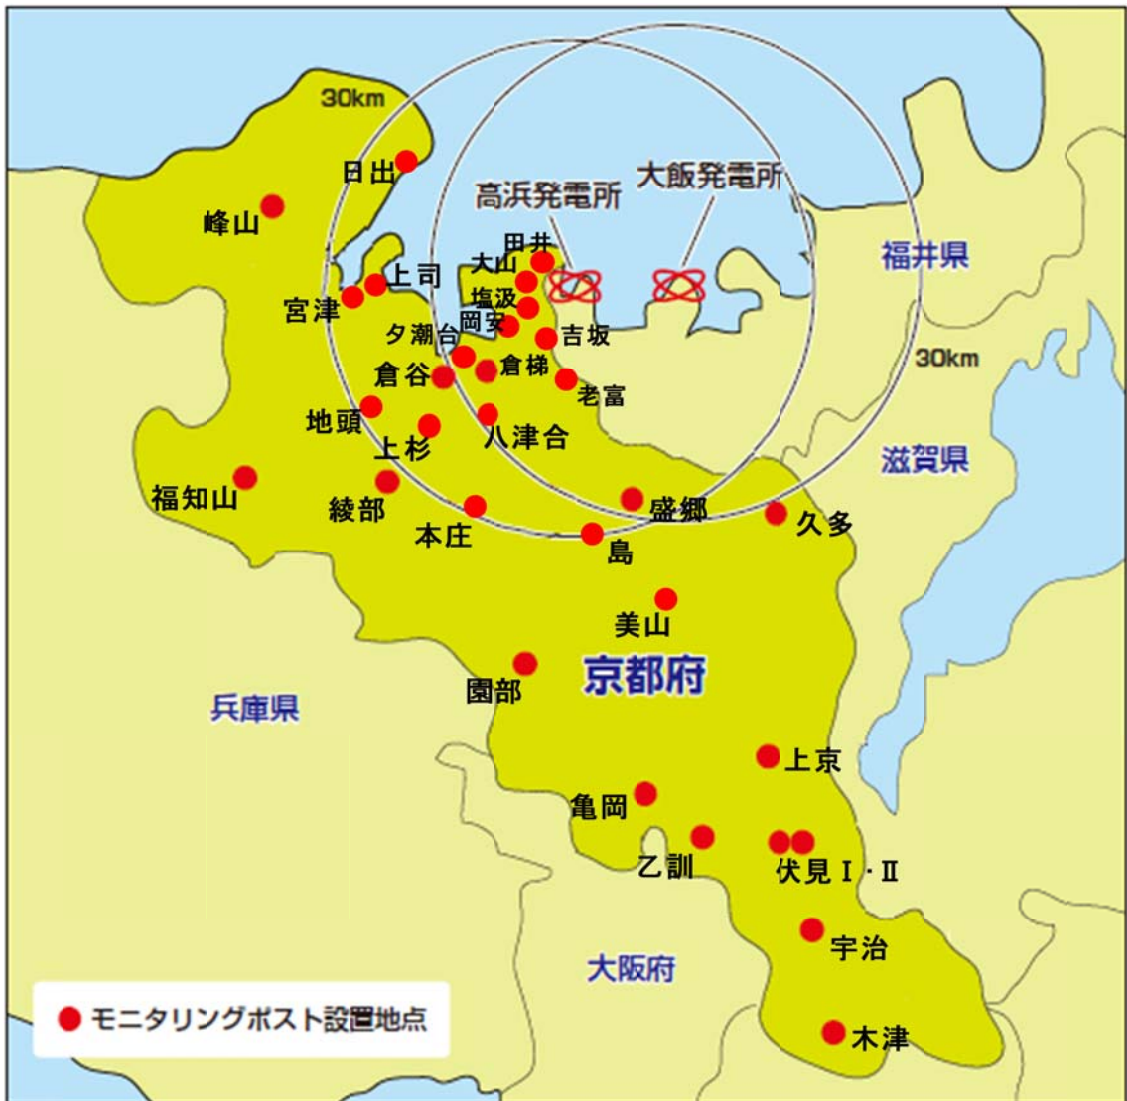 30km
日出
大飯発電所
高浜発電所
峰山
田井
福井県
大山
上司
塩汲
宮津
岡安
夕潮台
吉坂
30km
倉梯
倉谷
老富
地頭
八津合
上杉
滋賀県
福知山
綾部
盛郷
久多
本庄
島
美山
京都府
園部
兵庫県
上京
亀岡
乙訓
伏見Ⅰ・Ⅱ
宇治
大阪府
モニタリングポスト設置地点
木津